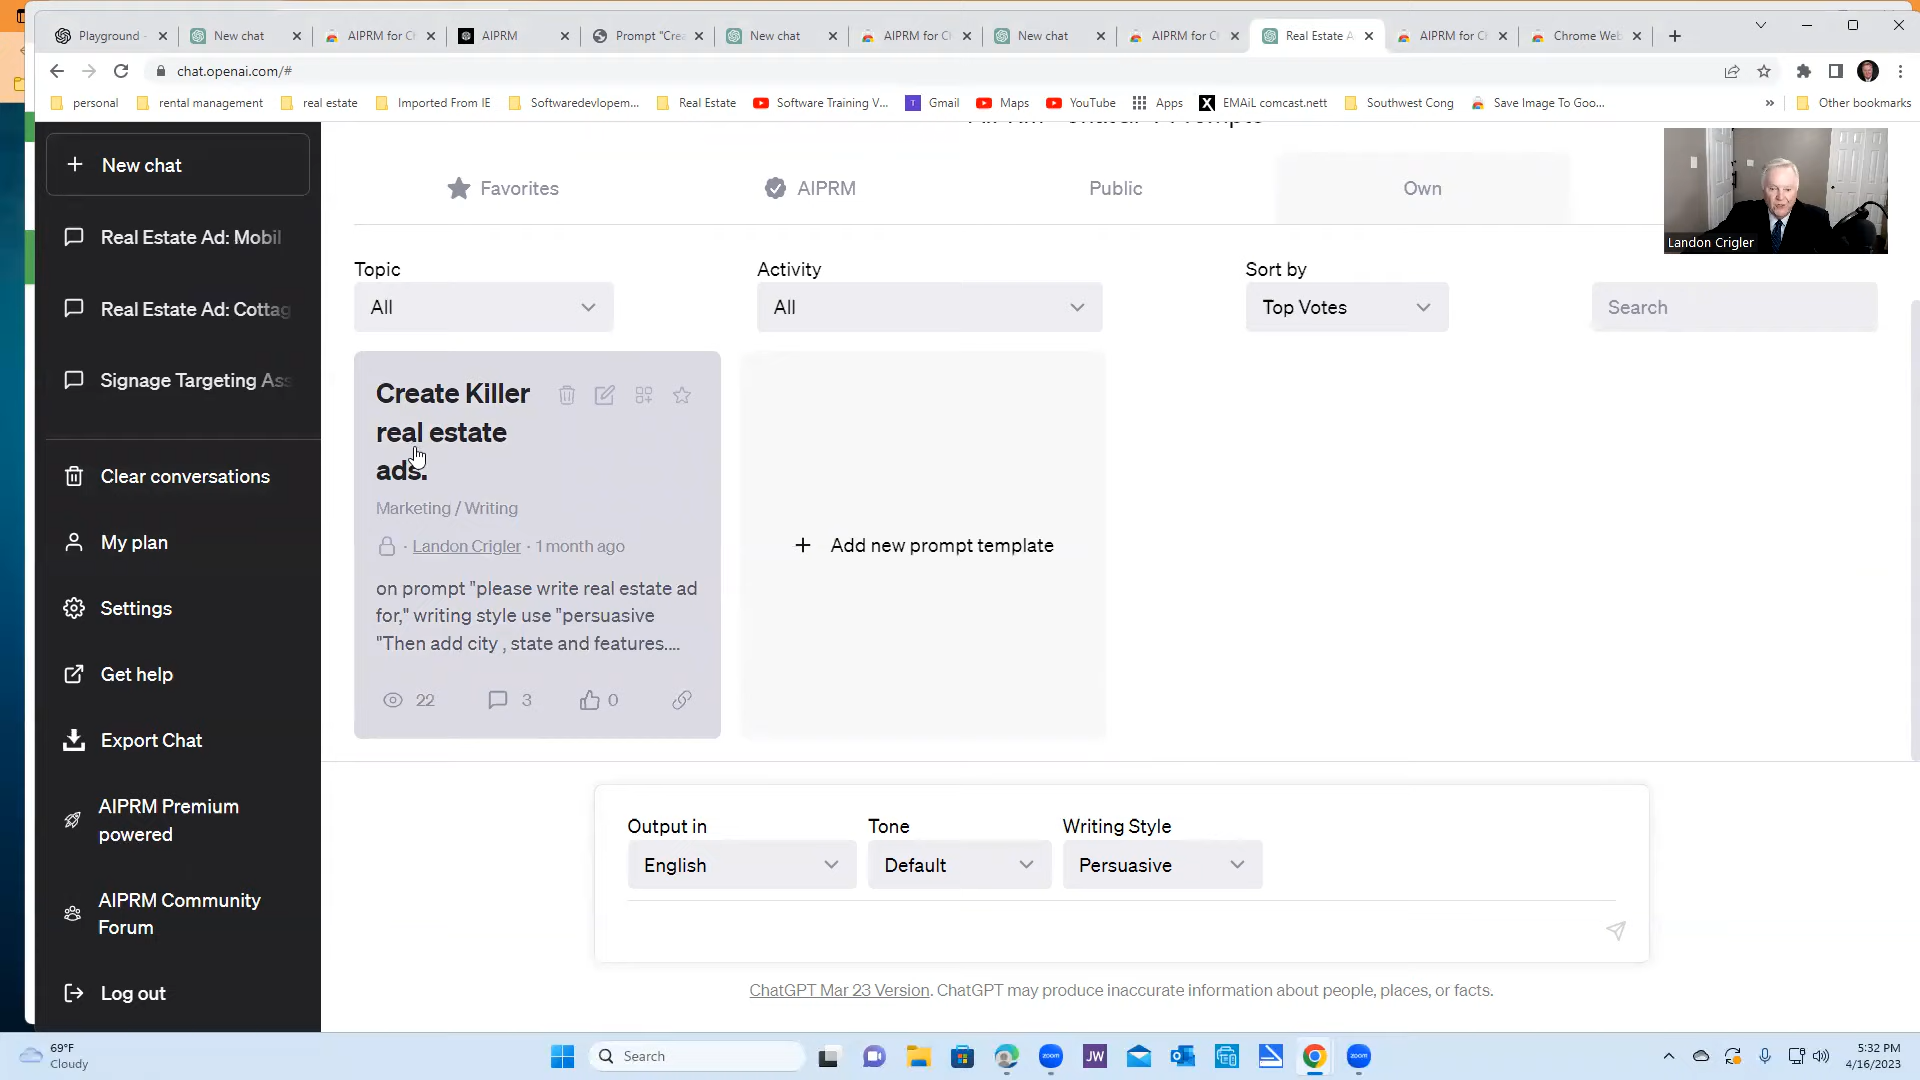 Playground -
New chat
AIPRM for C
AIPRM
Prompt "Crea
New chat
AIPRM for C
New chat
AIPRM for C
Real Estate A
AIPRM for C
Chrome Web
chat.openai.com/#
personal
rental management
real estate
Imported From IE
Softwaredevlopem...
Real Estate
Software Training V...
Gmail
Maps
YouTube
Apps
EMAiL comcast.nett
Southwest Cong
Save Image To Goo...
Other bookmarks
New chat
Real Estate Ad: Mobil
Real Estate Ad: Cottag
Signage Targeting Ass
Clear conversations
My plan
Settings
Get help
Export Chat
AIPRM Premium
powered
AIPRM Community
Forum
Log out
Favorites
AIPRM
Public
Own
Landon Crigler
Topic
All
Activity
All
Sort by
Top Votes
Search
Create Killer
real estate
ads.
Marketing / Writing
· Landon Crigler · 1 month ago
on prompt "please write real estate ad
for," writing style use "persuasive
"Then add city , state and features....
22
3
0
+ Add new prompt template
Output in
English
Tone
Default
Writing Style
Persuasive
ChatGPT Mar 23 Version. ChatGPT may produce inaccurate information about people, places, or facts.
69°F
Cloudy
Search
zoom
JW
zoom
5:32 PM
4/16/2023